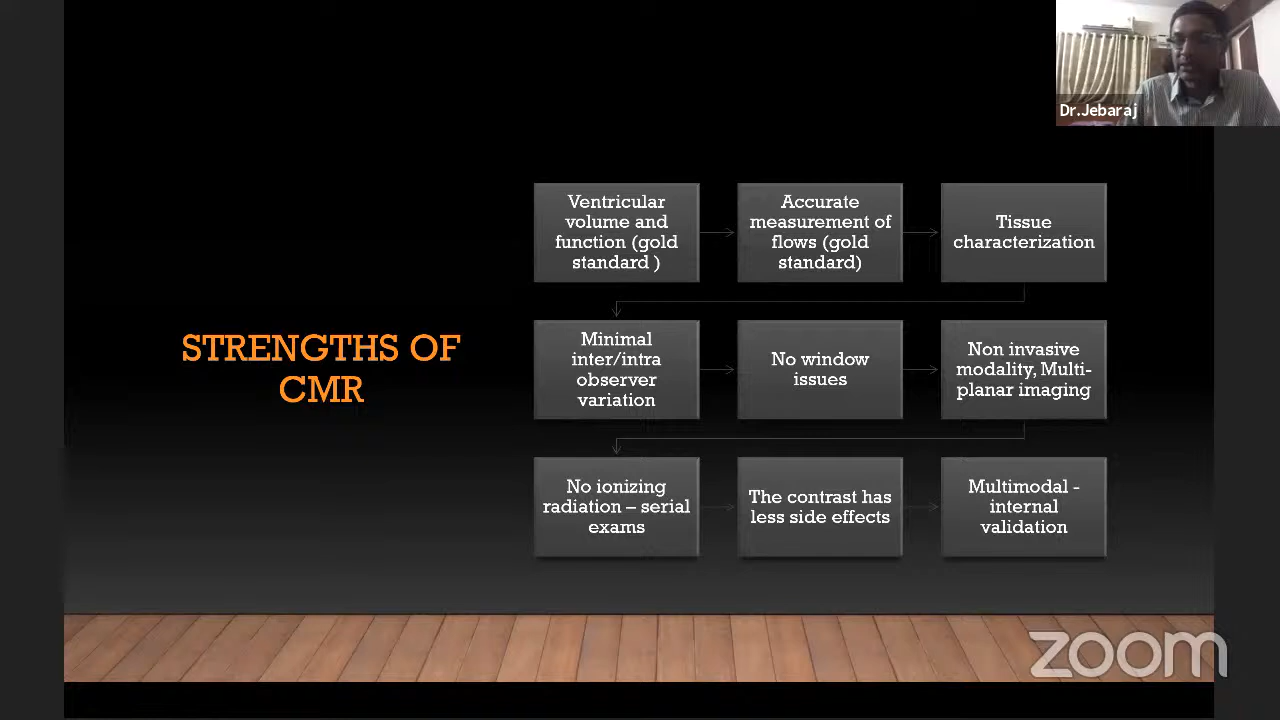 Dr.Jebaraj
STRENGTHS OF
CMR
Ventricular
volume and
function (gold
standard )
Accurate
measurement of
flows (gold
standard)
Tissue
characterization
Minimal
inter/intra
observer
variation
No window
issues
Non invasive
modality, Multi-
planar imaging
No ionizing
radiation – serial
exams
The contrast has
less side effects
Multimodal -
internal
validation
zoom